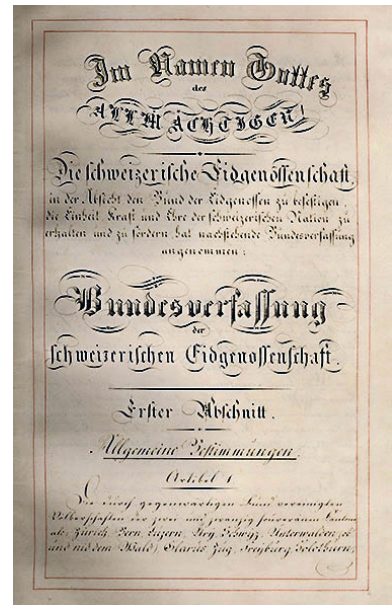 Im Namen Gottes
des
ALLMÄCHTIGEN!
Die schweizerische Eidgenossenschaft,
in der Absicht den Bund der Eidgenossen zu befestigen,
die Einheit Kraft und Ehre der schweizerischen Nation zu
erhalten und zu fördern hat nachstehende Bundesverfassung
angenommen:
Bundesverfassung
der
schweizerischen Eidgenossenschaft.
Erster Abschnitt.
Allgemeine Bestimmungen.
Artikel 1
Die durch gegenwärtigen Bund vereinigten
Völkerschaften der zwei und zwanzig souveränen Kantone
als: Zürich, Bern, Luzern, Ury, Schwyz, Unterwalden, ob
und nid dem Wald, Glarus, Zug, Freyburg, Solothurn,